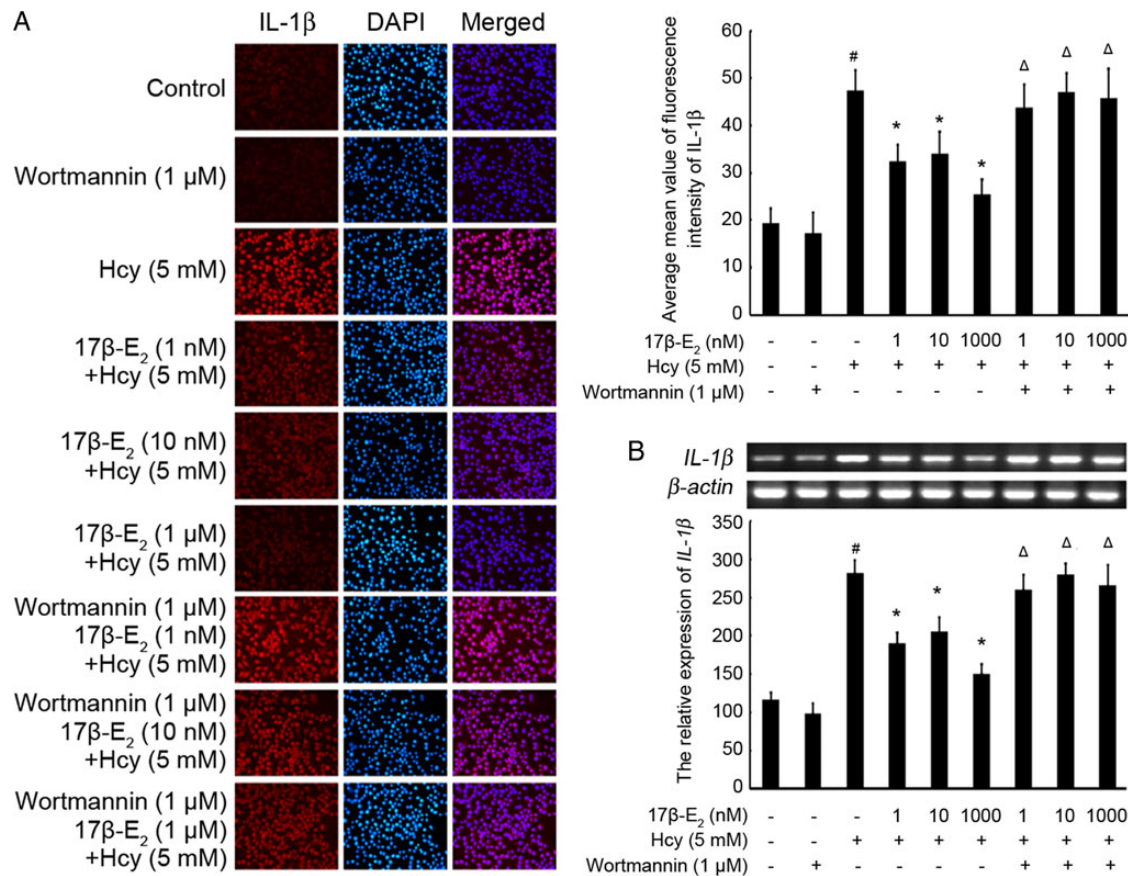 A
IL-1β DAPI Merged
Control
Wortmannin (1 µM)
Hcy (5 mM)
17β-E₂ (1 nM)
+Hcy (5 mM)
17β-E₂ (10 nM)
+Hcy (5 mM)
17β-E₂ (1 µM)
+Hcy (5 mM)
Wortmannin (1 µM)
17β-E₂ (1 nM)
+Hcy (5 mM)
Wortmannin (1 µM)
17β-E₂ (10 nM)
+Hcy (5 mM)
Wortmannin (1 µM)
17β-E₂ (1 µM)
+Hcy (5 mM)
Average mean value of fluorescence
intensity of IL-1β
60
50
40
30
20
10
0
# * * * Δ Δ Δ
17β-E₂ (nM) - - - 1 10 1000 1 10 1000
Hcy (5 mM) - - + + + + + + +
Wortmannin (1 µM) - + - - - - + + +
B
IL-1β
β-actin
The relative expression of IL-1β
350
300
250
200
150
100
50
0
# * * * Δ Δ Δ
17β-E₂ (nM) - - - 1 10 1000 1 10 1000
Hcy (5 mM) - - + + + + + + +
Wortmannin (1 µM) - + - - - - + + +